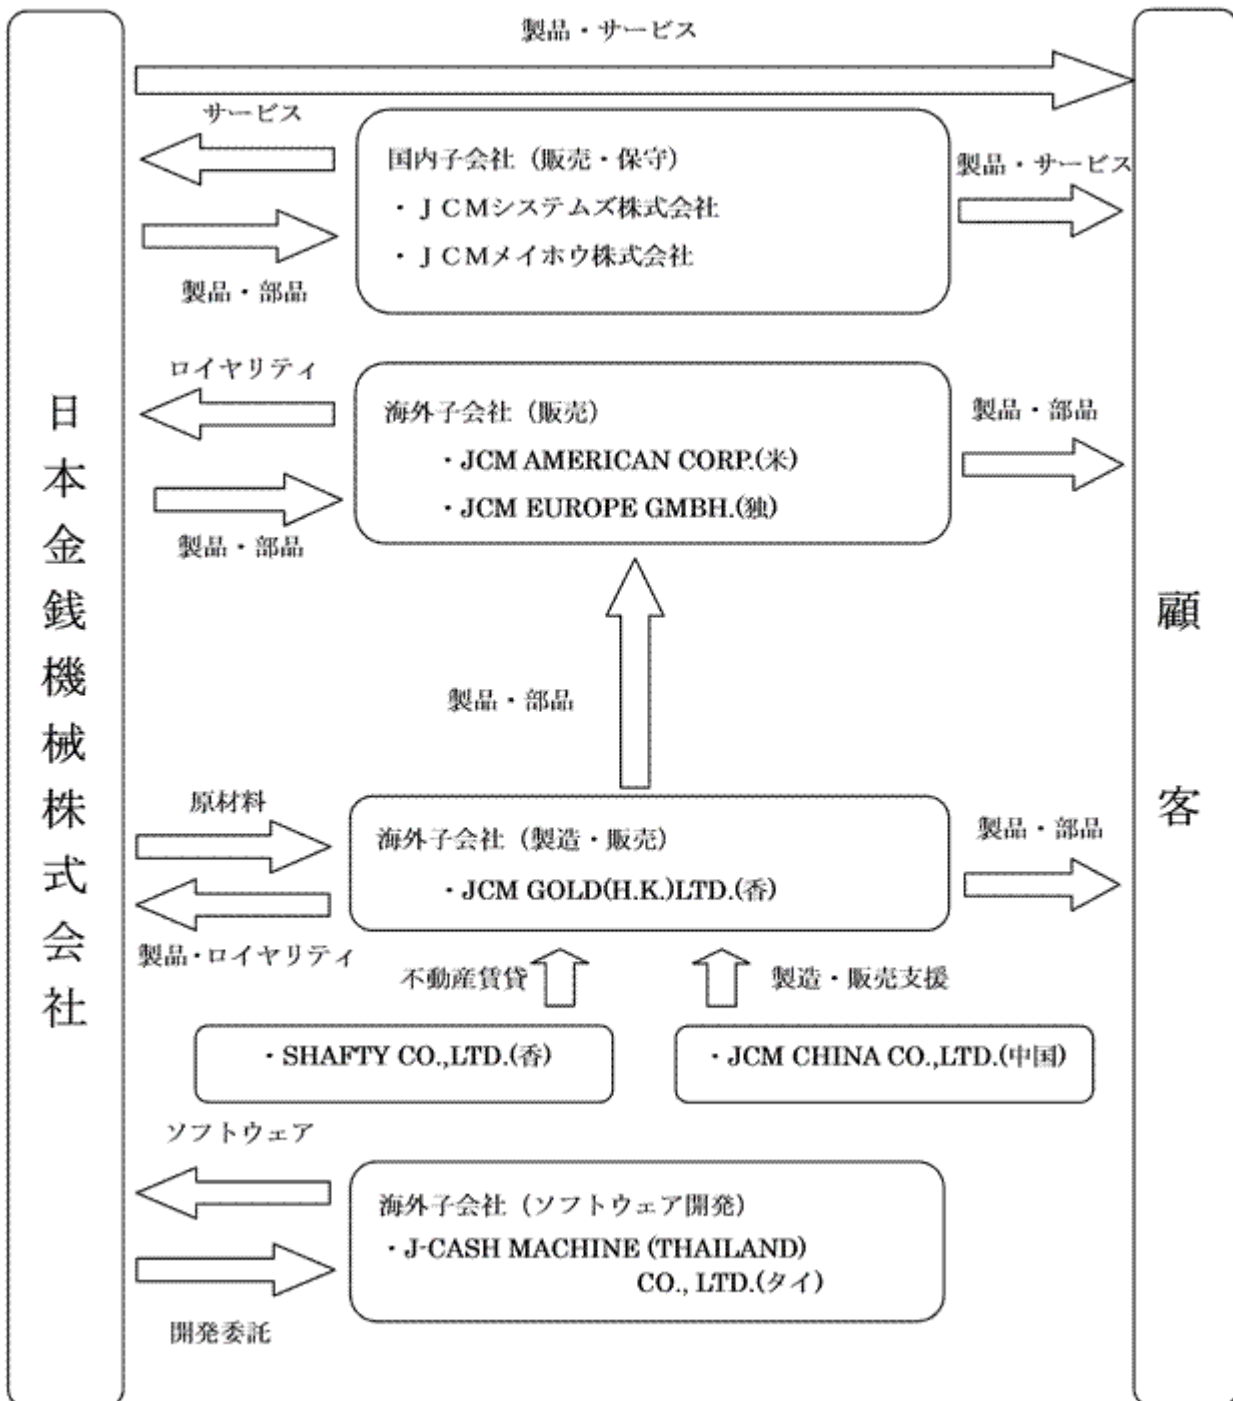 日本金銭機械株式会社
製品・サービス
サービス
製品・部品
国内子会社（販売・保守）
・ＪＣＭシステムズ株式会社
・ＪＣＭメイホウ株式会社
製品・サービス
ロイヤリティ
製品・部品
海外子会社（販売）
・JCM AMERICAN CORP.(米)
・JCM EUROPE GMBH.(独)
製品・部品
製品・部品
原材料
製品・ロイヤリティ
海外子会社（製造・販売）
・JCM GOLD(H.K.)LTD.(香)
製品・部品
不動産賃貸
製造・販売支援
・SHAFTY CO.,LTD.(香)
・JCM CHINA CO.,LTD.(中国)
ソフトウェア
開発委託
海外子会社（ソフトウェア開発）
・J-CASH MACHINE (THAILAND)
CO., LTD.(タイ)
顧客